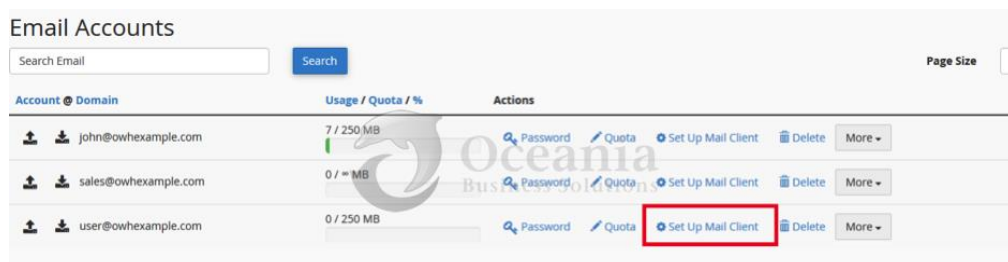 Email Accounts
Search Email Search Page Size
Account @ Domain Usage / Quota / % Actions
john@owhexample.com 7 / 250 MB Password Quota Set Up Mail Client Delete More
sales@owhexample.com 0 / ∞ MB Password Quota Set Up Mail Client Delete More
user@owhexample.com 0 / 250 MB Password Quota Set Up Mail Client Delete More
Oceania
Business Solutions